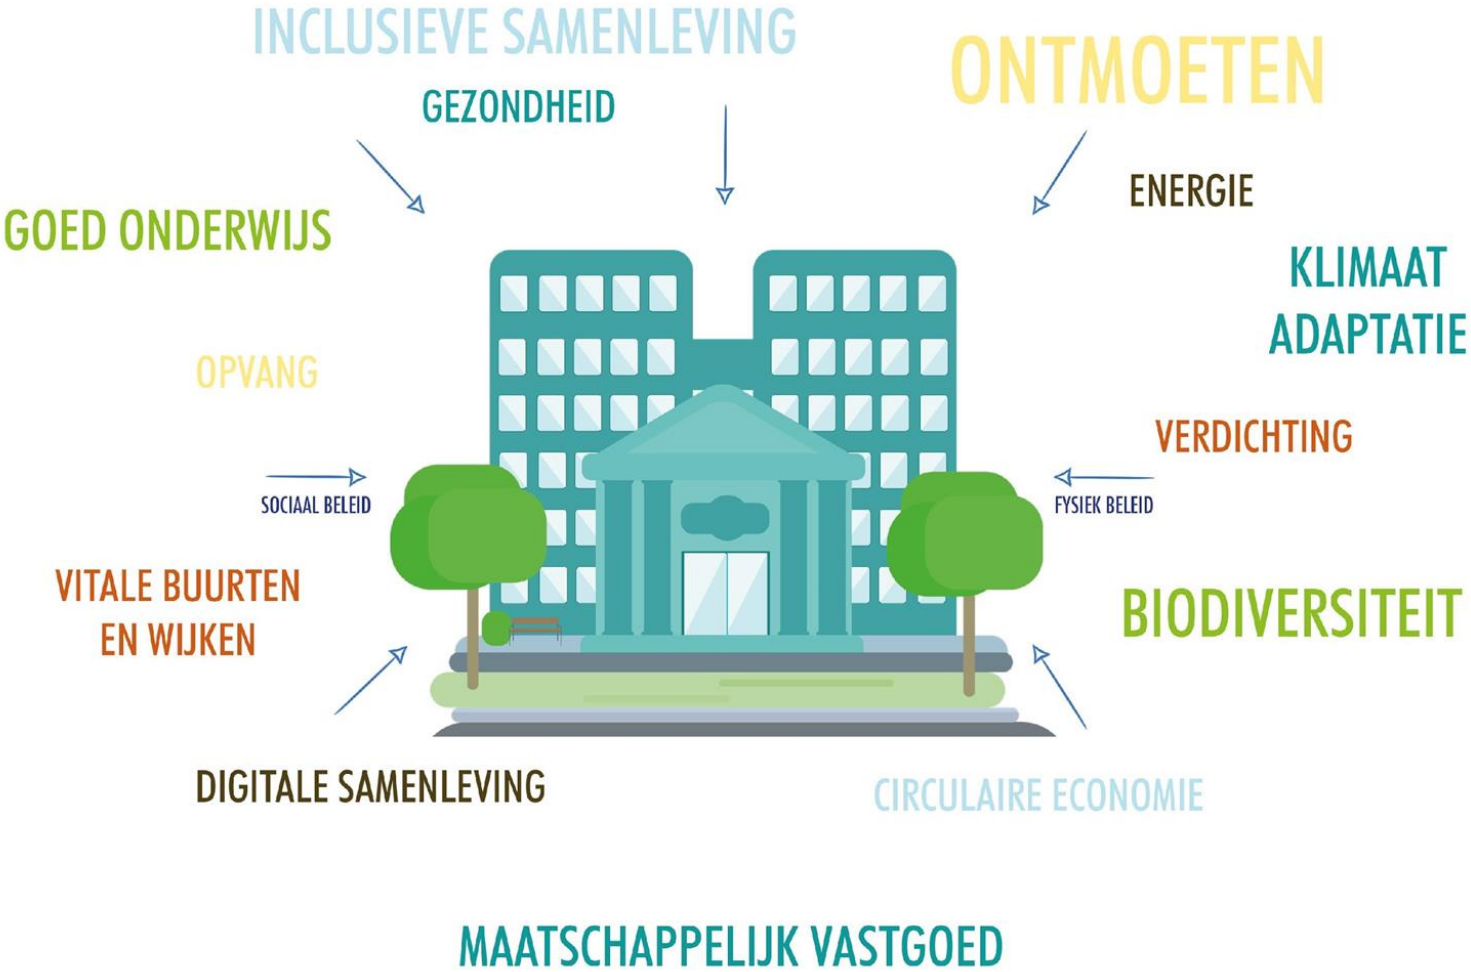 INCLUSIEVE SAMENLEVING
ONTMOETEN
GEZONDHEID
ENERGIE
GOED ONDERWIJS
KLIMAAT
ADAPTATIE
OPVANG
VERDICHTING
SOCIAAL BELEID
FYSIEK BELEID
VITALE BUURTEN
EN WIJKEN
BIODIVERSITEIT
DIGITALE SAMENLEVING
CIRCULAIRE ECONOMIE
MAATSCHAPPELIJK VASTGOED